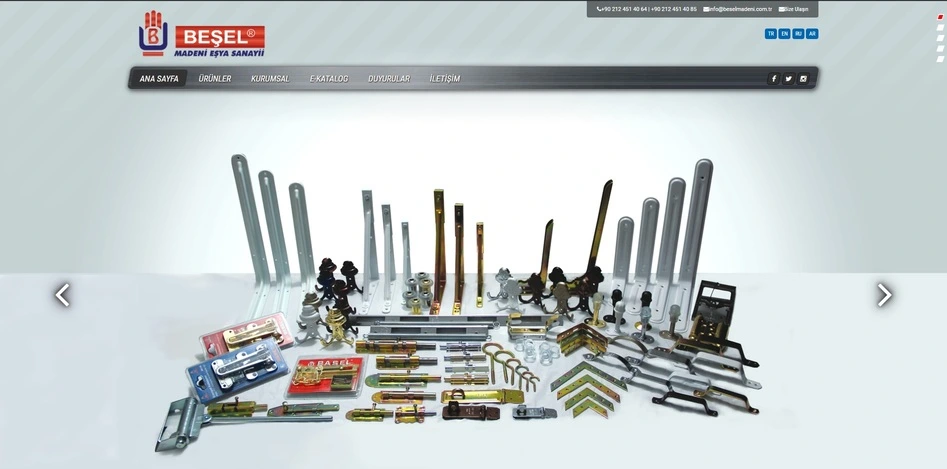 +90 212 451 40 64 | +90 212 451 40 85 info@beselmadeni.com.tr Bize Ulaşın
TR EN RU AR
BEŞEL®
MADENİ EŞYA SANAYİİ
ANA SAYFA ÜRÜNLER KURUMSAL E-KATALOG DUYURULAR İLETİŞİM
BAŞEL